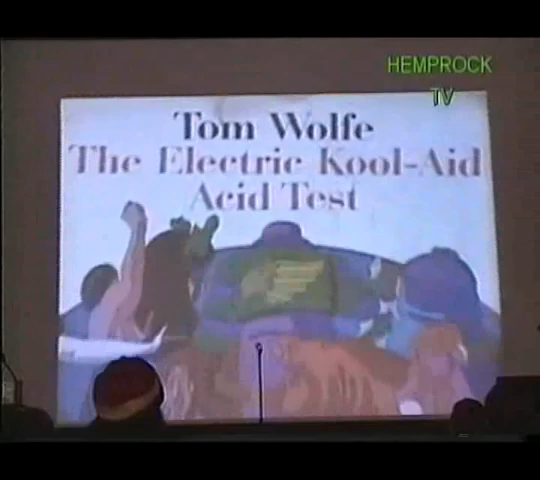 HEMPROCK
TV
Tom Wolfe
The Electric Kool-Aid
Acid Test